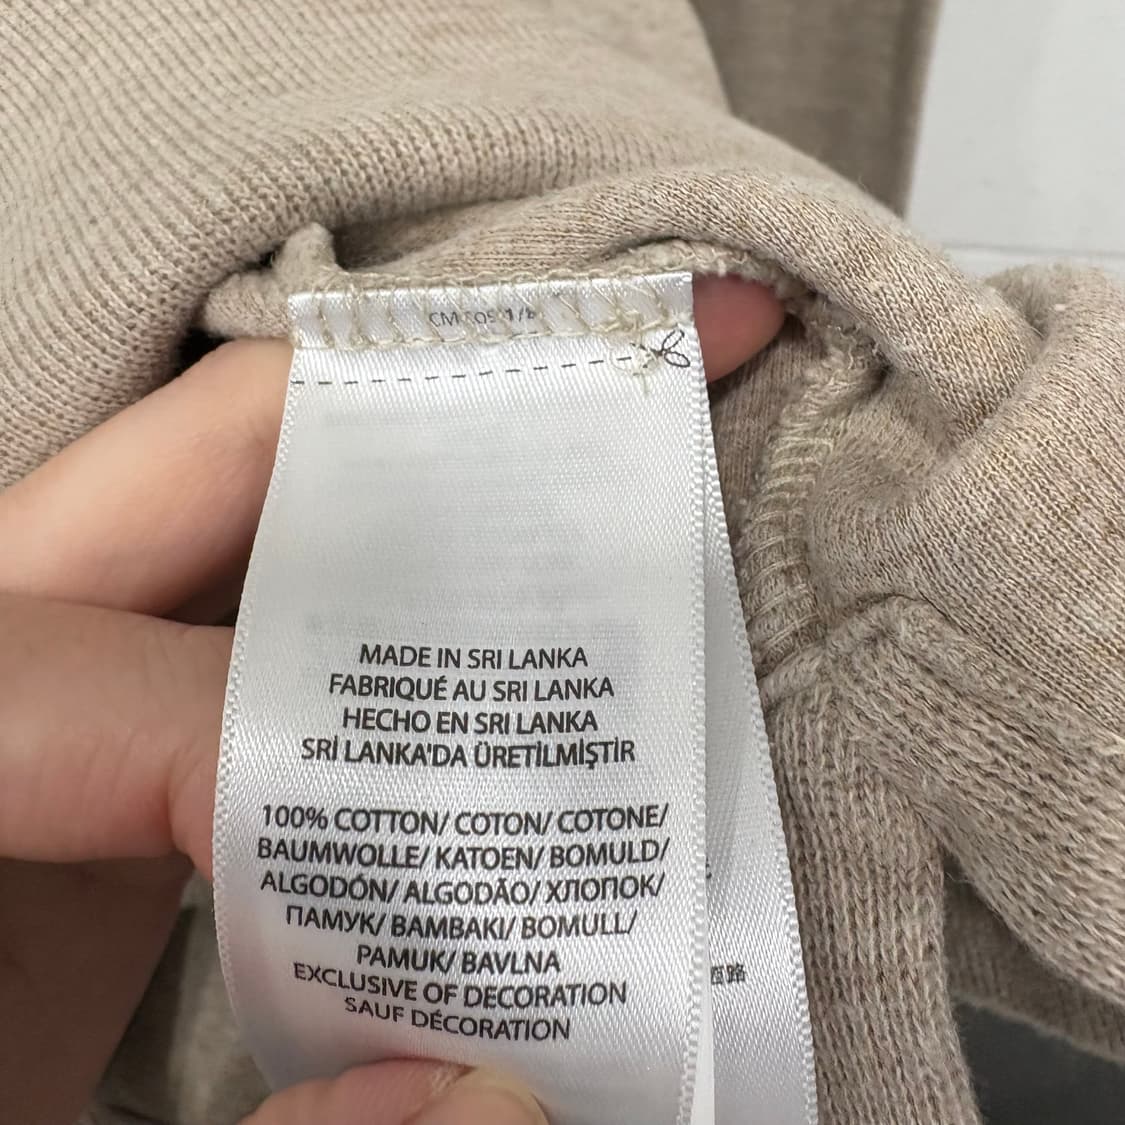 MADE IN SRI LANKA
FABRIQUÉ AU SRI LANKA
HECHO EN SRI LANKA
SRİ LANKA'DA ÜRETİLMİŞTİR
100% COTTON/ COTON/ COTONE/
BAUMWOLLE/ KATOEN/ BOMULD/
ALGODÓN/ ALGODÃO/ ХЛОПОК/
ПАМУК/ BAMBAKI/ BOMULL/
PAMUK/ BAVLNA
EXCLUSIVE OF DECORATION
SAUF DÉCORATION